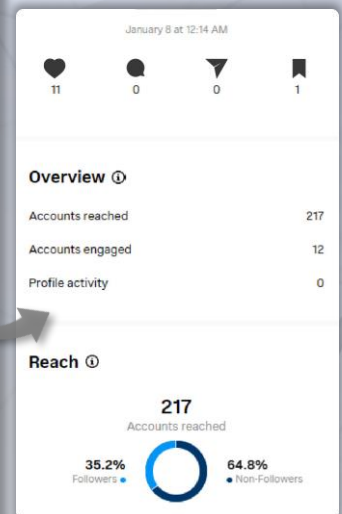 January 8 at 12:14 AM
11 0 0 1
Overview
Accounts reached 217
Accounts engaged 12
Profile activity 0
Reach
217
Accounts reached
35.2% 64.8%
Followers Non-Followers